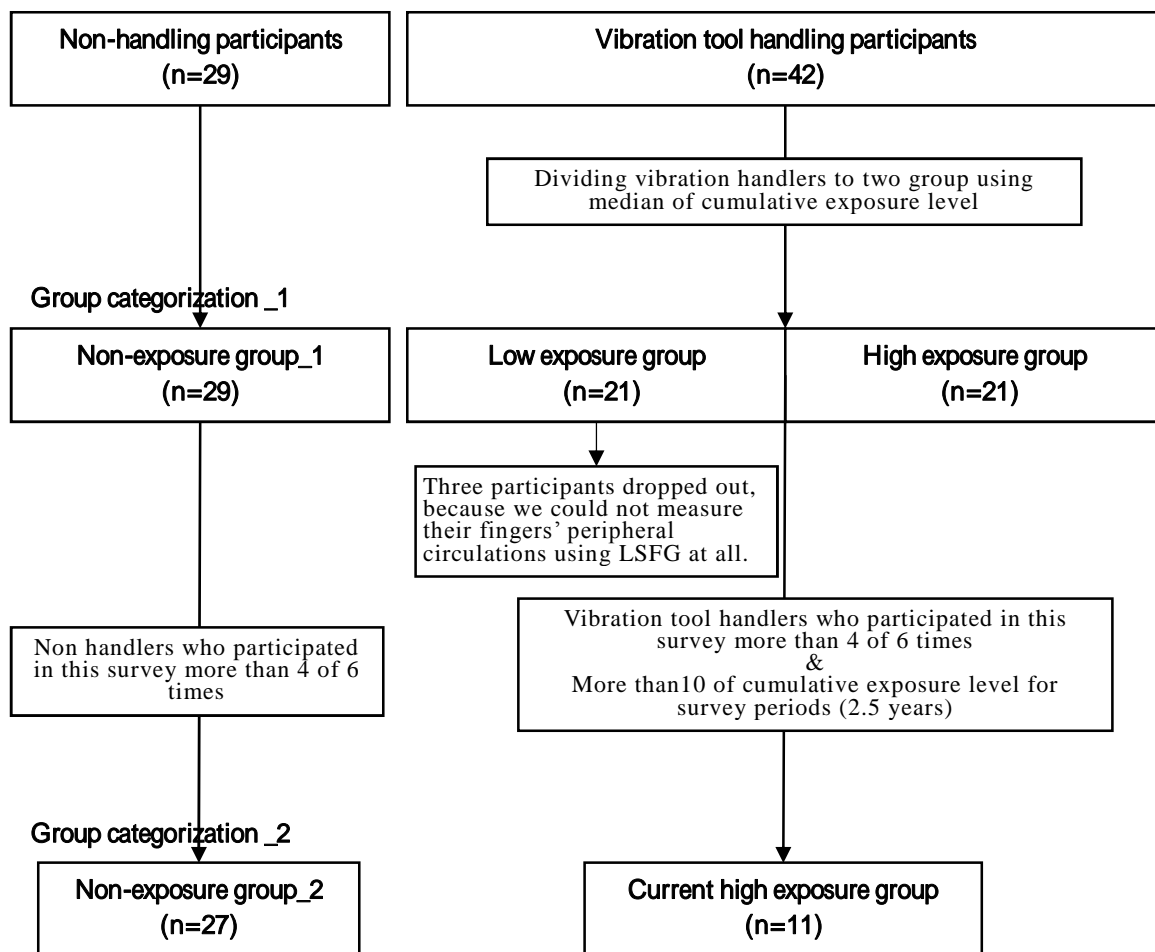 Non-handling participants
(n=29)
Vibration tool handling participants
(n=42)
Dividing vibration handlers to two group using
median of cumulative exposure level
Group categorization _1
Non-exposure group_1
(n=29)
Low exposure group
(n=21)
High exposure group
(n=21)
Three participants dropped out,
because we could not measure
their fingers’ peripheral
circulations using LSFG at all.
Non handlers who participated
in this survey more than 4 of 6
times
Vibration tool handlers who participated in this
survey more than 4 of 6 times
&
More than10 of cumulative exposure level for
survey periods (2.5 years)
Group categorization _2
Non-exposure group_2
(n=27)
Current high exposure group
(n=11)